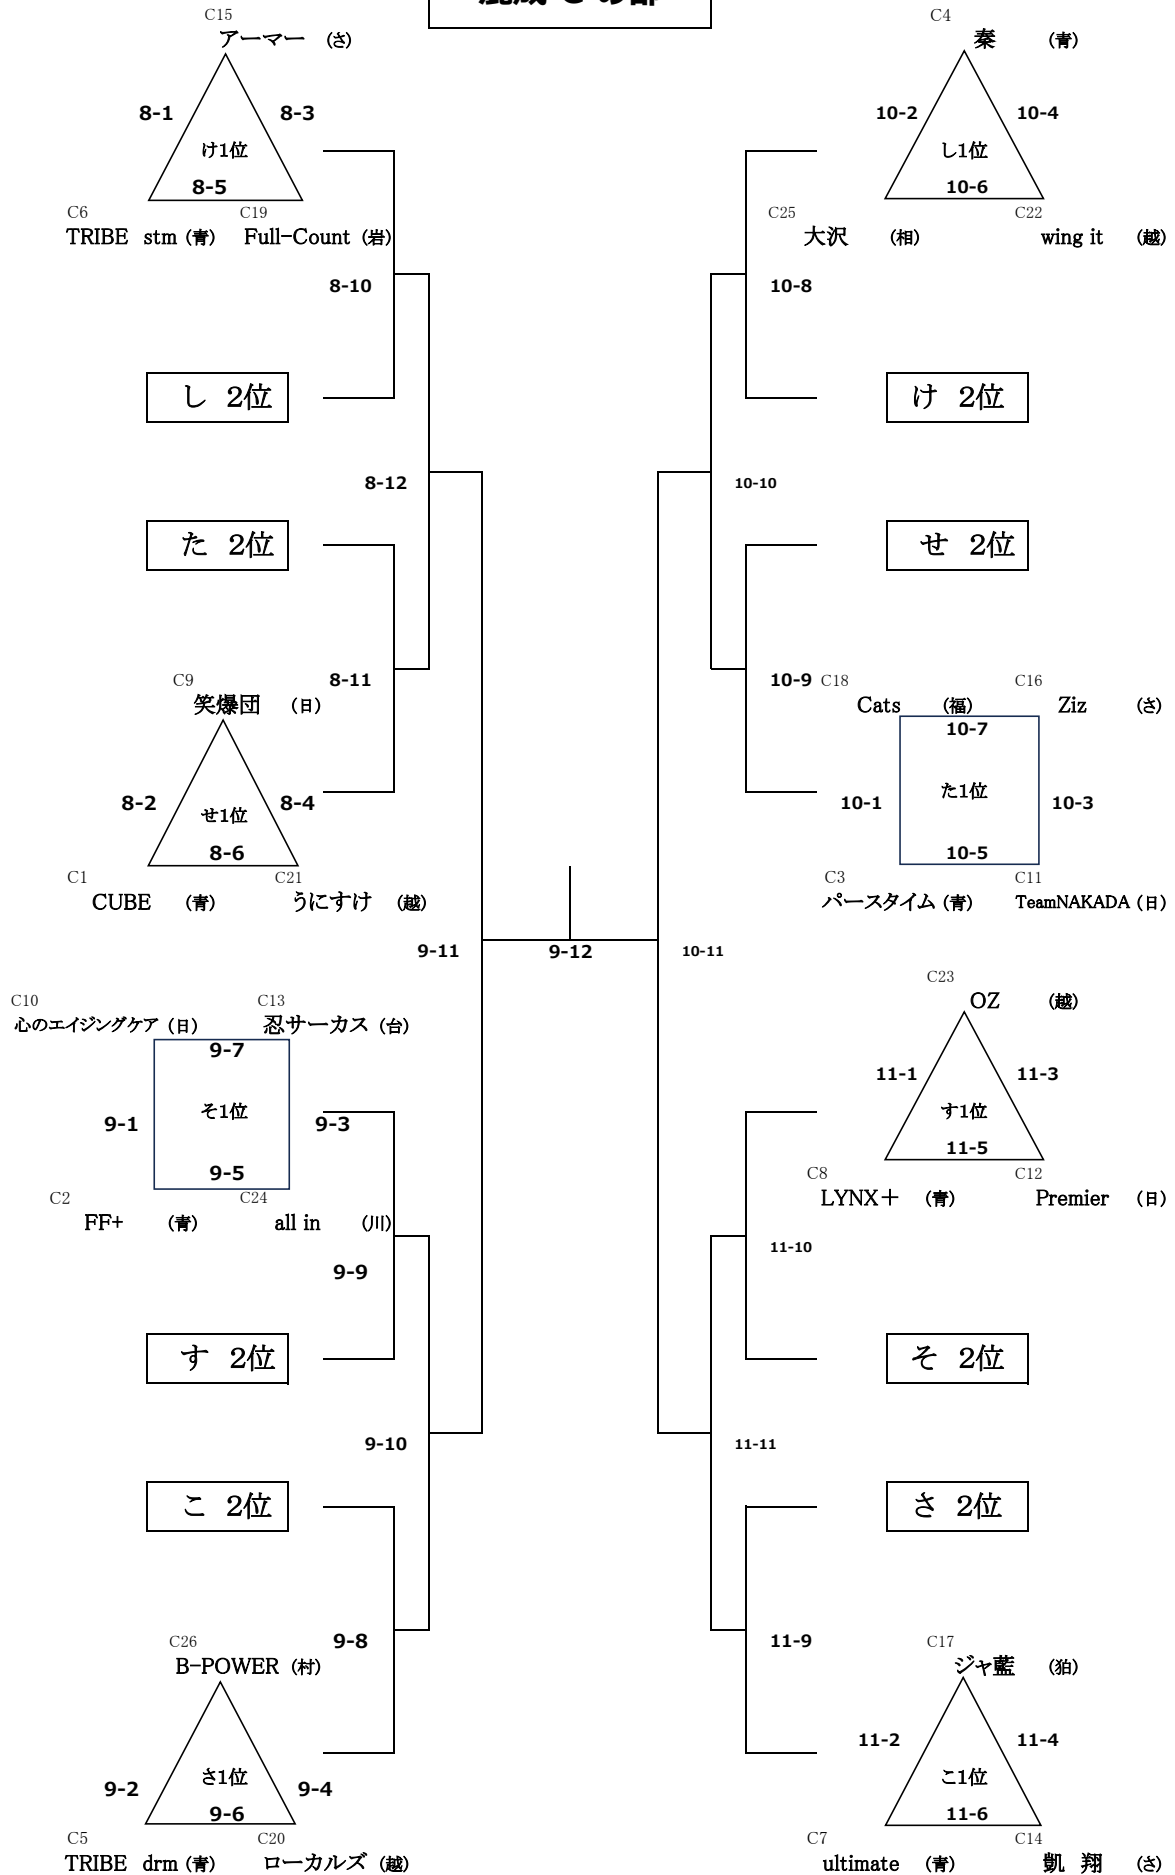 C15 C4
アーマー (さ) 秦 (青)
8-1 8-3 10-2 10-4
け1位 し1位
8-5 10-6
C6 C19 C25 C22
TRIBE stm (青) Full-Count (岩) 大沢 (相) wing it (越)
8-10 10-8
し 2位 け 2位
8-12 10-10
た 2位 せ 2位
C9 8-11 10-9 C18 C16
笑爆団 (日) Cats (福) Ziz (さ)
10-7
8-2 8-4 10-1 た1位 10-3
せ1位
8-6 10-5
C1 C21 C3 C11
CUBE (青) うにすけ (越) パースタイム (青) TeamNAKADA (日)
9-11 9-12 10-11
C23
C10 C13 OZ (越)
心のエイジングケア (日) 忍サーカス (台)
9-7
11-1 11-3
そ1位 す1位
9-1 9-3
9-5 11-5
C2 C24 C8 C12
FF+ (青) all in (川) LYNX+ (青) Premier (日)
9-9 11-10
す 2位 そ 2位
9-10 11-11
こ 2位 さ 2位
C26 9-8 11-9 C17
B-POWER (村) ジャ藍 (狛)
11-2 11-4
さ1位 こ1位
9-2 9-4
9-6 11-6
C5 C20 C7 C14
TRIBE drm (青) ローカルズ (越) ultimate (青) 凱 翔 (さ)